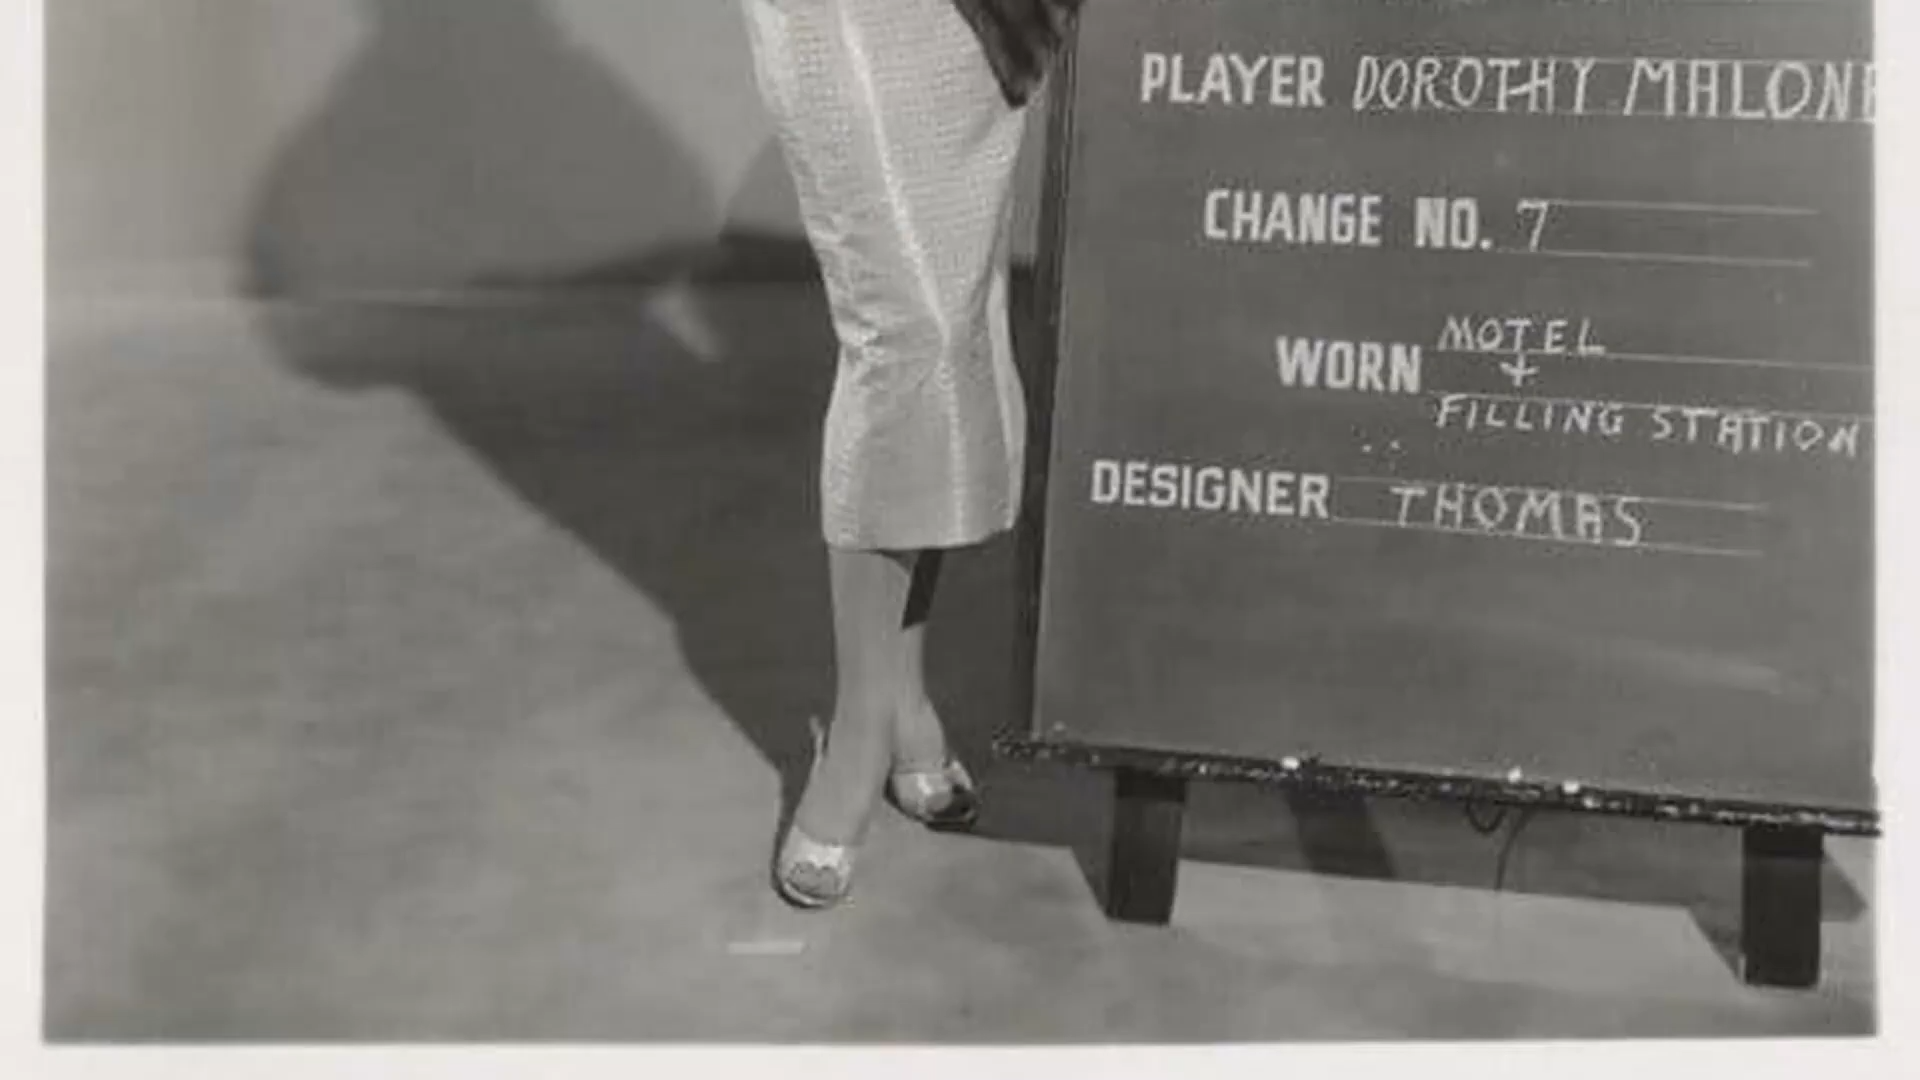 PLAYER DOROTHY MALONE
CHANGE NO. 7
WORN MOTEL
+
FILLING STATION
DESIGNER THOMAS